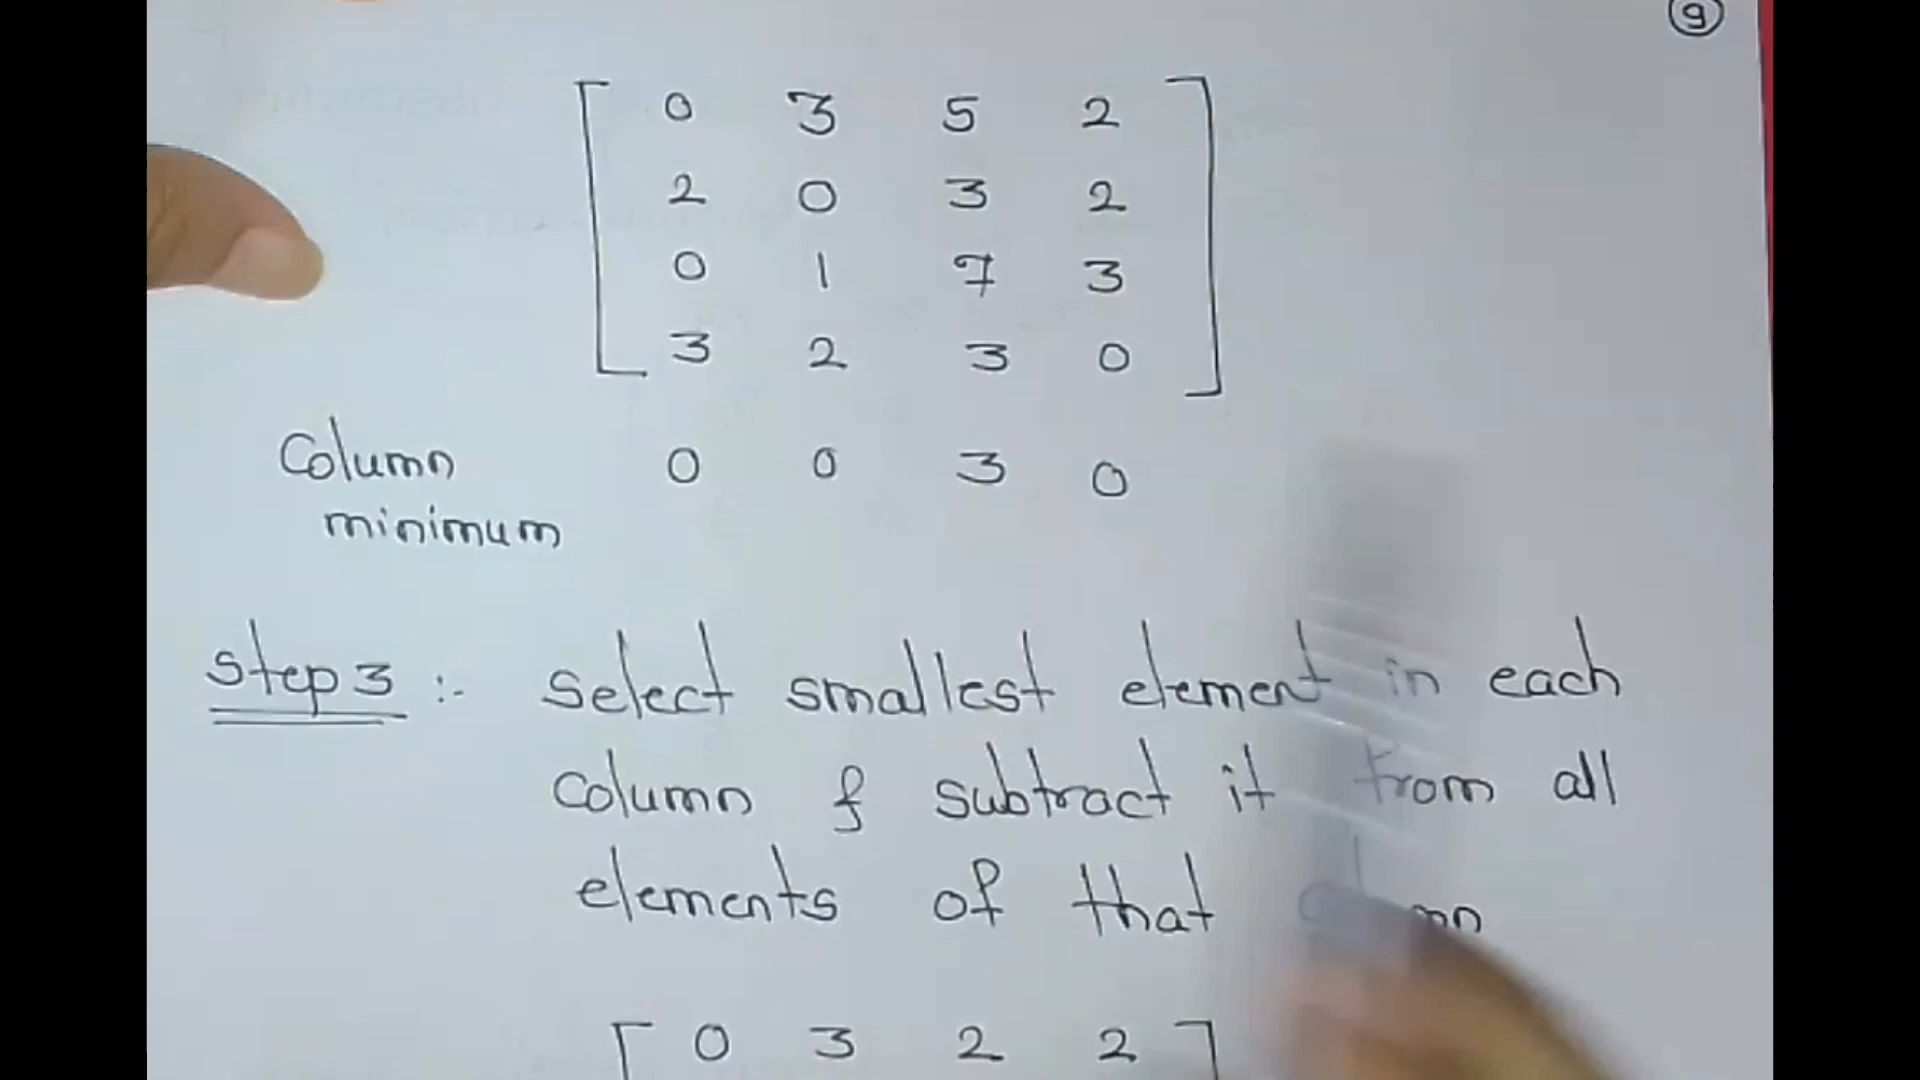 9
0 3 5 2
2 0 3 2
0 1 7 3
3 2 3 0
Column 0 0 3 0
minimum
Step 3 :- Select smallest element in each
column & subtract it from all
elements of that
0 3 2 2